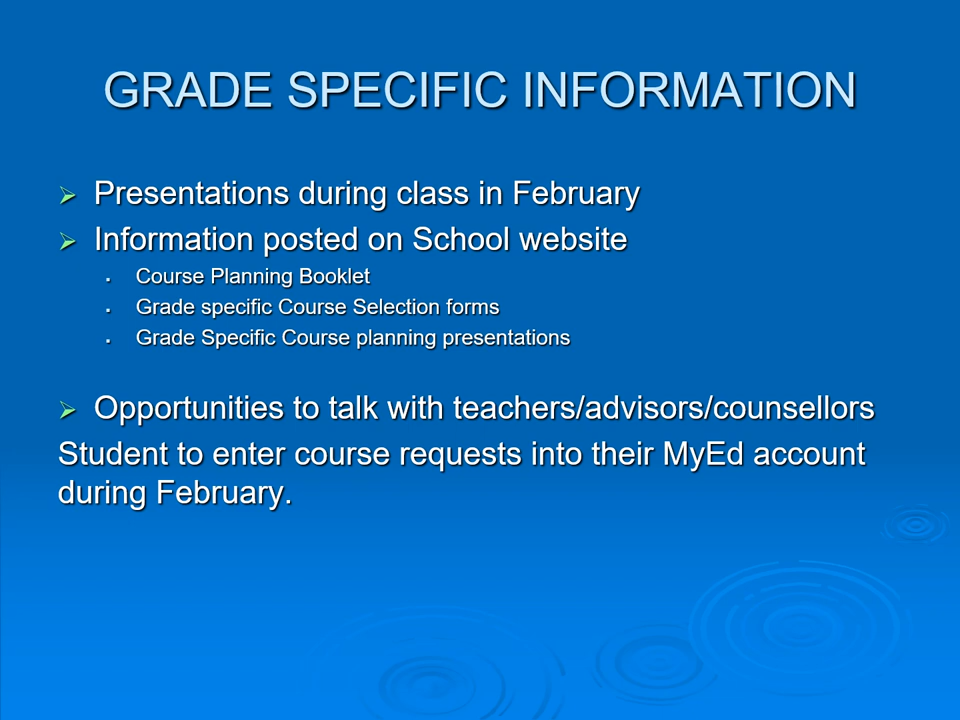 GRADE SPECIFIC INFORMATION
Presentations during class in February
Information posted on School website
Course Planning Booklet
Grade specific Course Selection forms
Grade Specific Course planning presentations
Opportunities to talk with teachers/advisors/counsellors
Student to enter course requests into their MyEd account
during February.